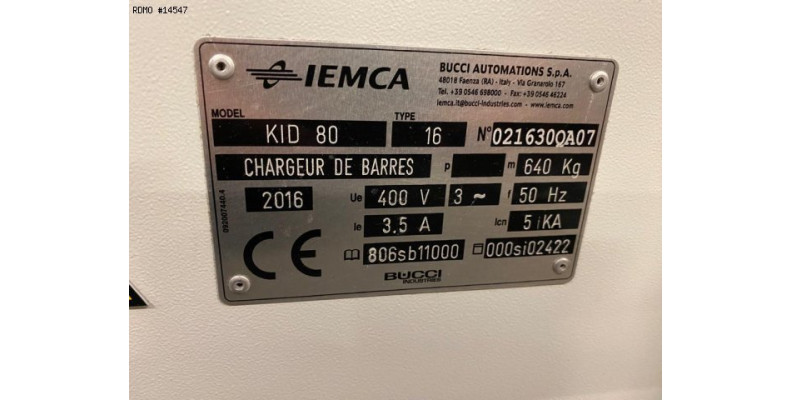 RDMO #14547
IEMCA
BUCCI AUTOMATIONS S.p.A.
48018 Faenza (RA) - Italy - Via Granarolo 167
Tel. +39 0546 698000 - Fax: +39 0546 46224
iemca.it@bucci-industries.com - www.iemca.com
MODEL KID 80 TYPE 16 N° 021630QA07
CHARGEUR DE BARRES p m 640 Kg
2016 Ue 400 V 3 ~ f 50 Hz
Ie 3.5 A Icn 5 KA
CE 806sb11000 000si02422
BUCCI
INDUSTRIES
092007440.4